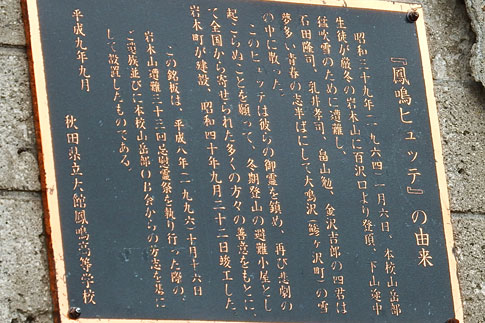 『鳳鳴ヒュッテ』の由来
昭和三十九年(一九六四)一月六日、本校山岳部
生徒が厳冬の岩木山に百沢口より登頂、下山途中
猛吹雪のために遭難し、
石田隆司、乳井孝司、畠山勉、金沢吉郎の四君は
夢多い青春の志半ばにして大鳴沢(鯵ヶ沢町)の雪
の中に散った。
このヒュッテは彼らの御霊を鎮め、再び悲劇の
起こらぬことを願って、冬期登山の避難小屋とし
て全国から寄せられた多くの方々の善意をもとに、
岩木町が建設、昭和四十年九月二十二日竣工した。
この銘板は、平成八年(一九九六)十月十六日
岩木山遭難三十三回忌慰霊祭を執り行った際の、
ご遺族並びに本校山岳部OB会からの芳志を基に
して設置したものである。
平成九年九月
秋田県立大館鳳鳴高等学校